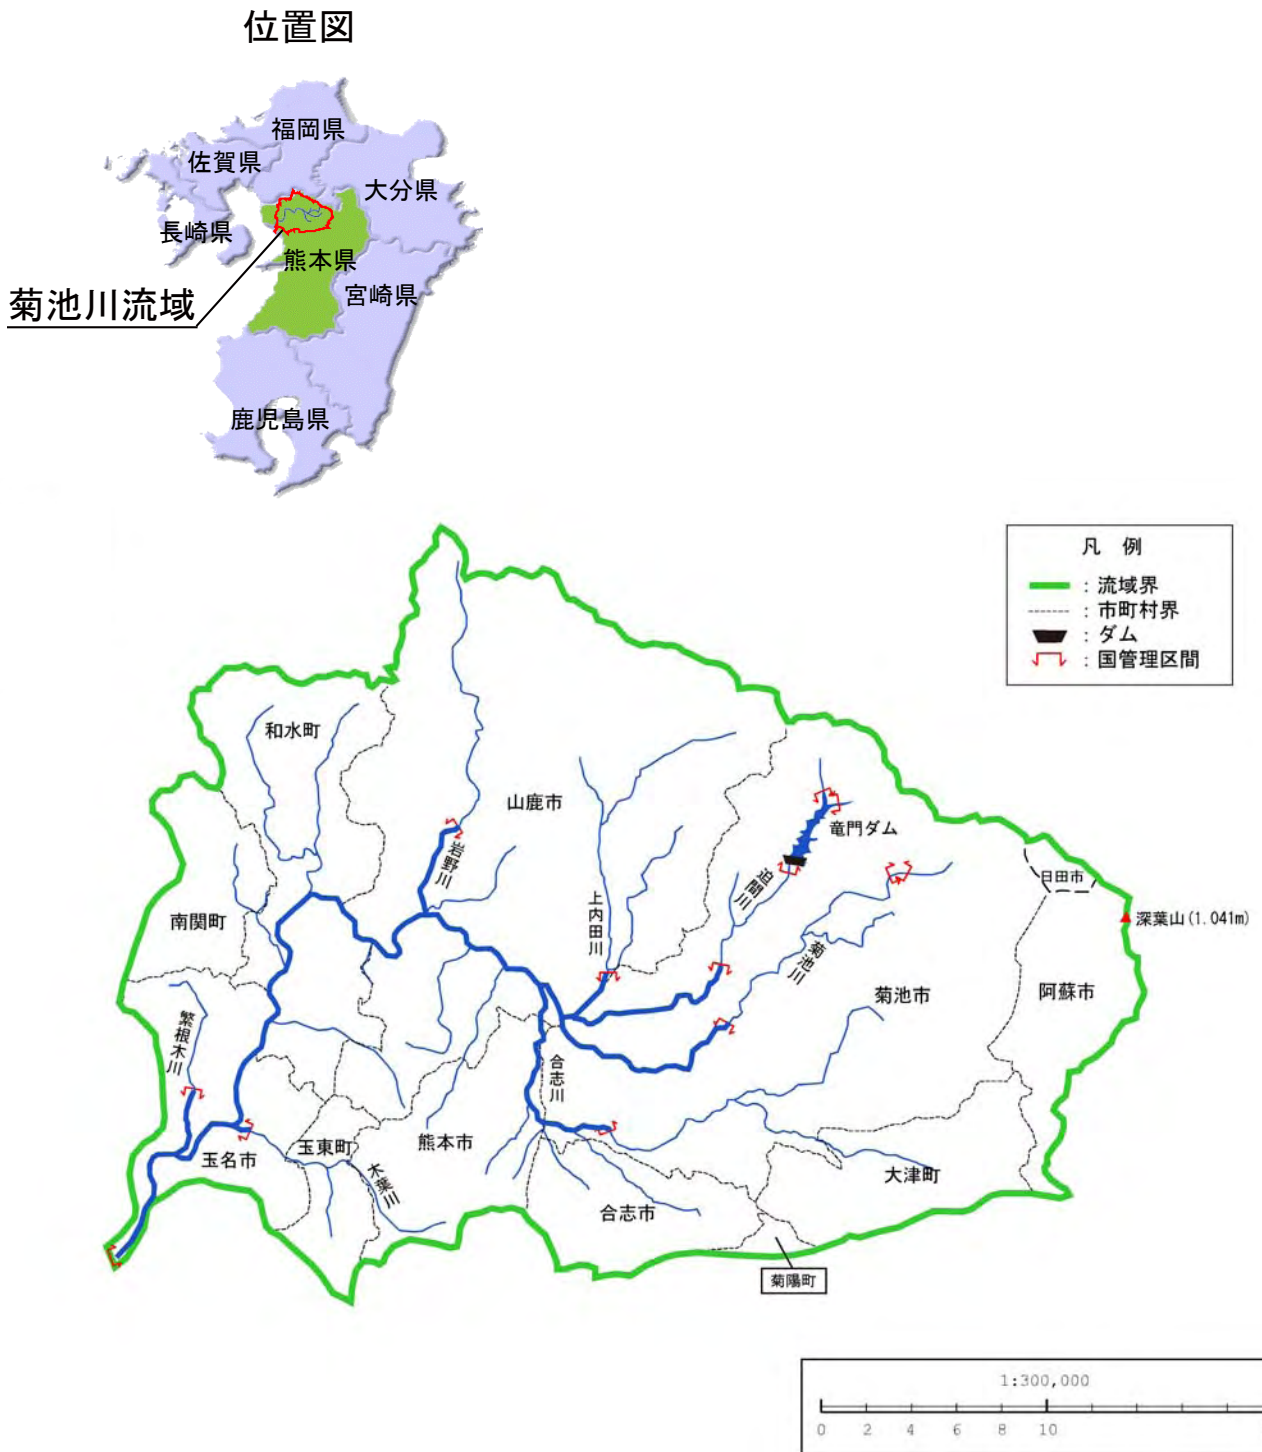 位置図
福岡県
佐賀県
大分県
長崎県
熊本県
宮崎県
菊池川流域
鹿児島県
凡 例
：流域界
：市町村界
：ダム
：国管理区間
和水町
山鹿市
竜門ダム
岩野川
迫間川
日田市
南関町
上内田川
深葉山(1.041m)
菊池川
菊池市
阿蘇市
繁根木川
合志川
玉名市
玉東町
熊本市
木葉川
大津町
合志市
菊陽町
1:300,000
0 2 4 6 8 10